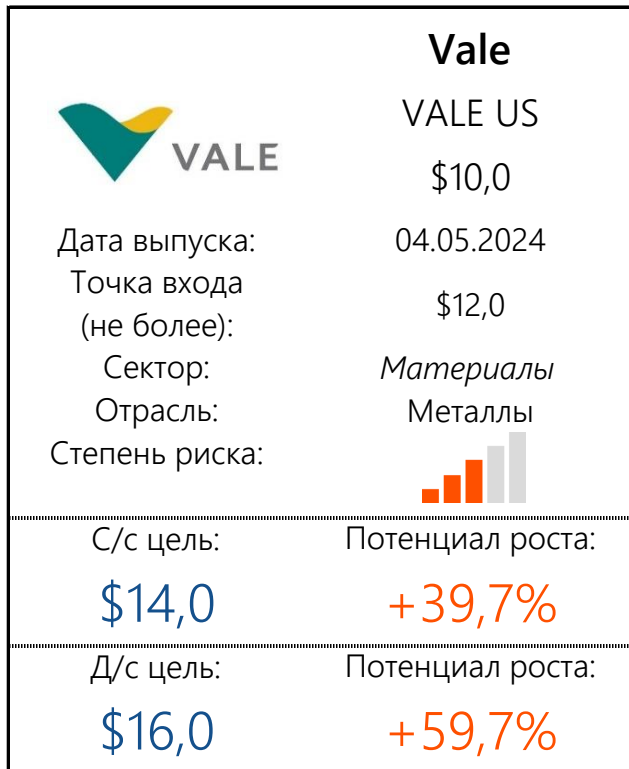 Vale
VALE US
VALE
$10,0
Дата выпуска: 04.05.2024
Точка входа
(не более): $12,0
Сектор: Материалы
Отрасль: Металлы
Степень риска:
С/с цель: Потенциал роста:
$14,0 +39,7%
Д/с цель: Потенциал роста:
$16,0 +59,7%